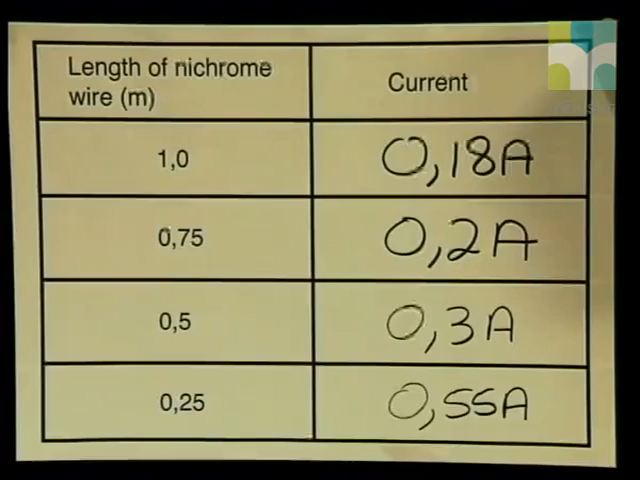 Length of nichrome
wire (m)
Current
1,0
0,18A
0,75
0,2A
0,5
0,3A
0,25
0,55A